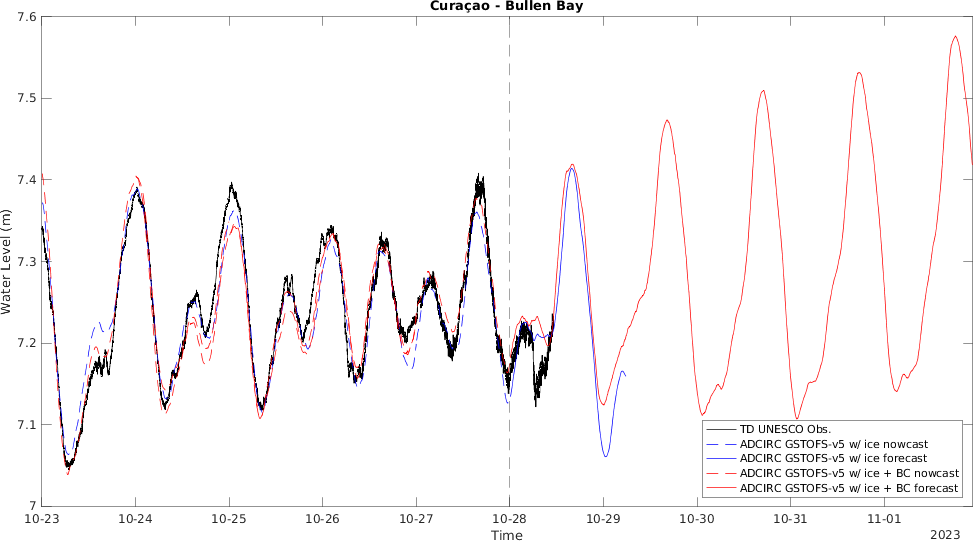 Curaçao - Bullen Bay
7.6
7.5
7.4
7.3
7.2
7.1
7
Water Level (m)
10-23
10-24
10-25
10-26
10-27
10-28
10-29
10-30
10-31
11-01
Time
2023
TD UNESCO Obs.
ADCIRC GSTOFS-v5 w/ ice nowcast
ADCIRC GSTOFS-v5 w/ ice forecast
ADCIRC GSTOFS-v5 w/ ice + BC nowcast
ADCIRC GSTOFS-v5 w/ ice + BC forecast